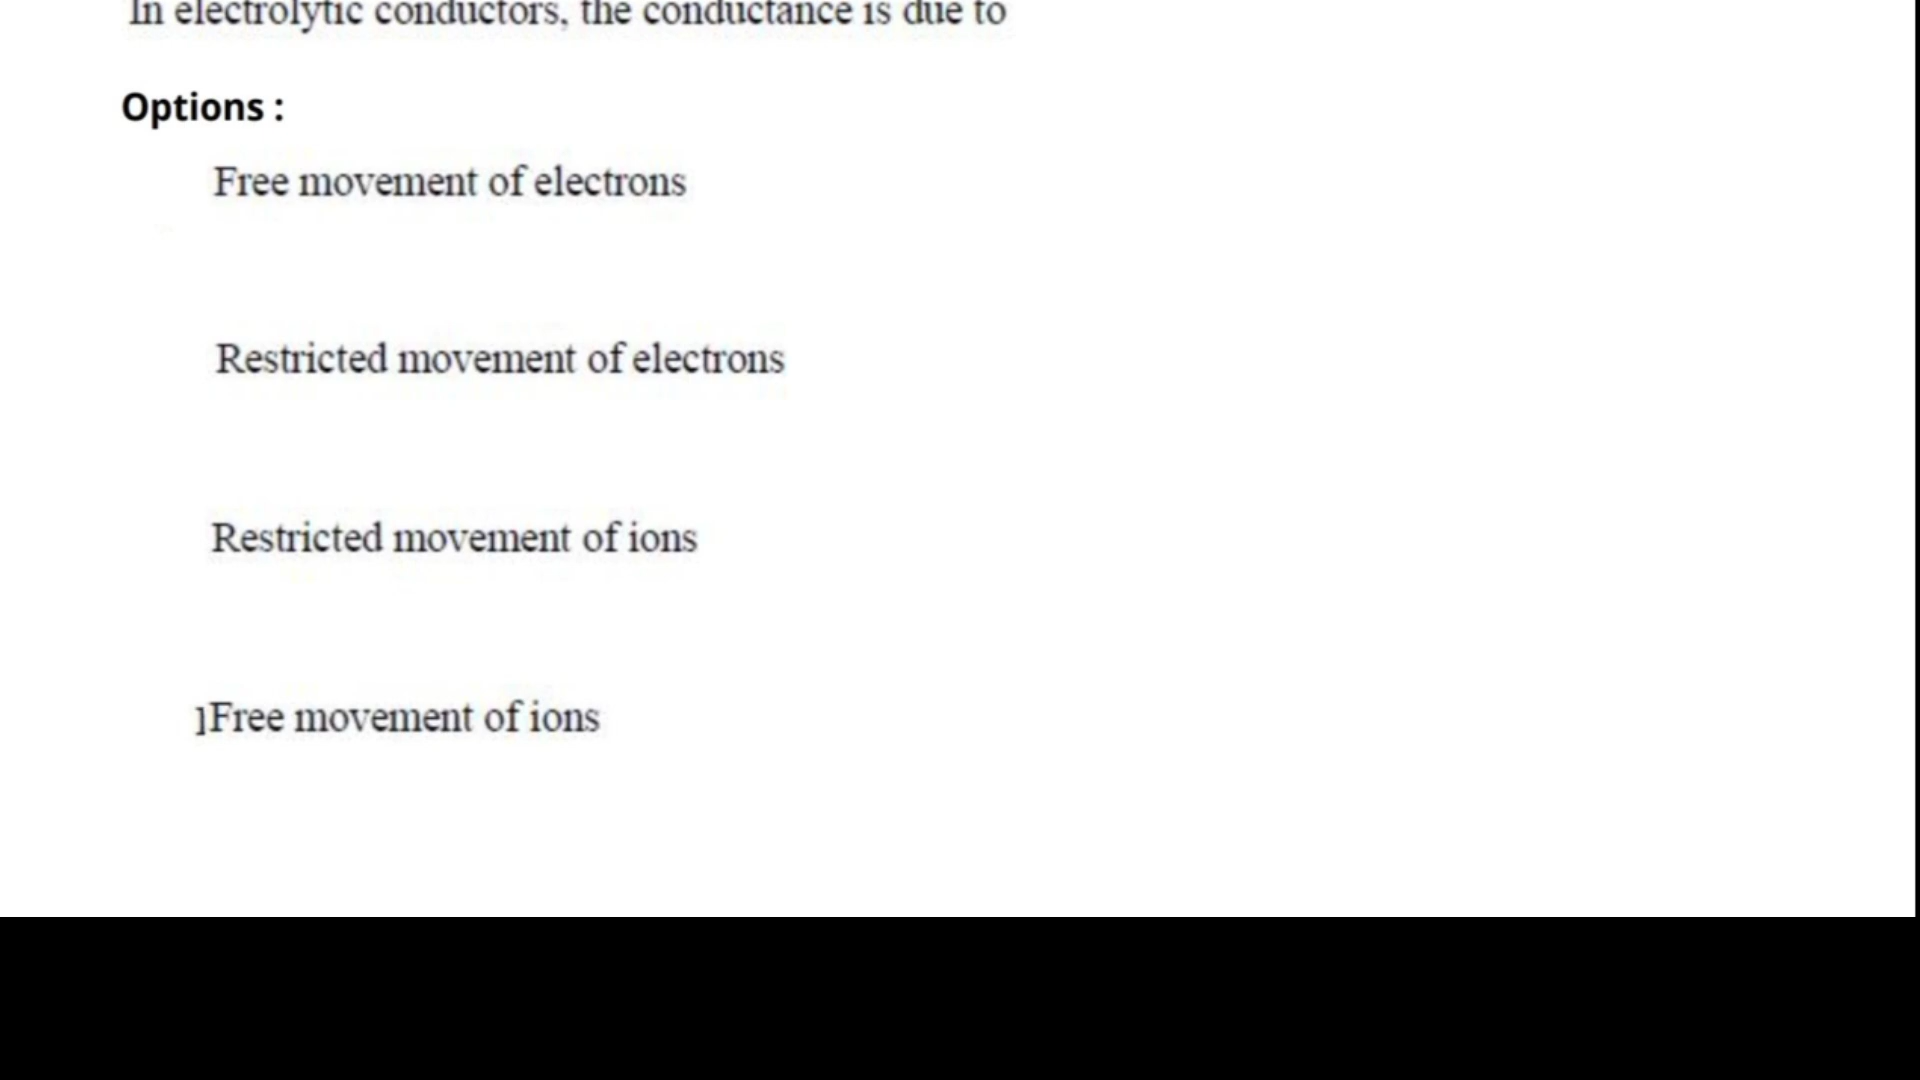 In electrolytic conductors, the conductance is due to
Options :
Free movement of electrons
Restricted movement of electrons
Restricted movement of ions
]Free movement of ions